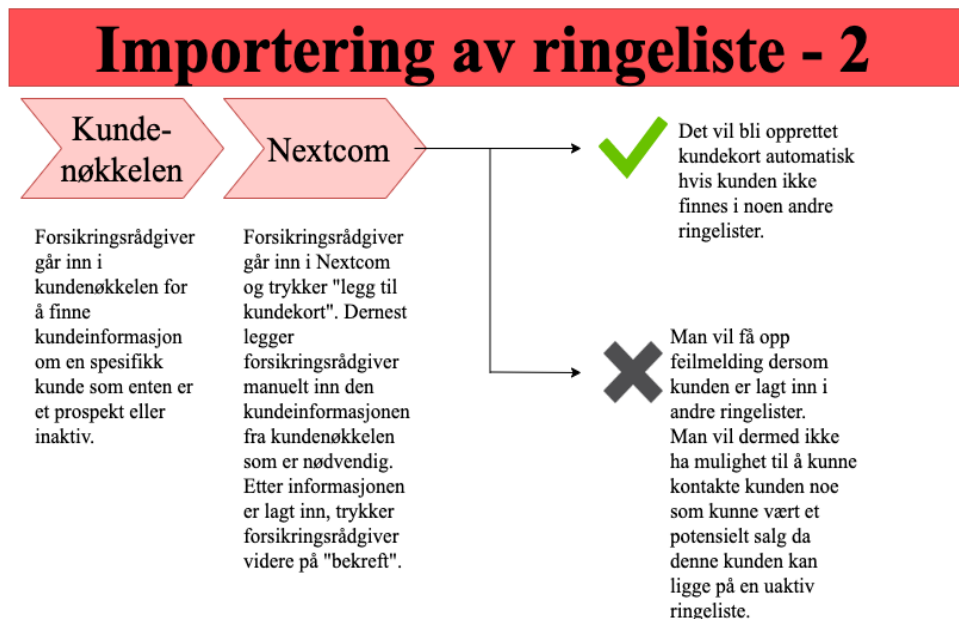 Importering av ringeliste - 2
Kunde-
nøkkelen
Nextcom
Forsikringsrådgiver
går inn i
kundenøkkelen for
å finne
kundeinformasjon
om en spesifikk
kunde som enten er
et prospekt eller
inaktiv.
Forsikringsrådgiver
går inn i Nextcom
og trykker "legg til
kundekort". Dernest
legger
forsikringsrådgiver
manuelt inn den
kundeinformasjonen
fra kundenøkkelen
som er nødvendig.
Etter informasjonen
er lagt inn, trykker
forsikringsrådgiver
videre på "bekreft".
Det vil bli opprettet
kundekort automatisk
hvis kunden ikke
finnes i noen andre
ringelister.
Man vil få opp
feilmelding dersom
kunden er lagt inn i
andre ringelister.
Man vil dermed ikke
ha mulighet til å kunne
kontakte kunden noe
som kunne vært et
potensielt salg da
denne kunden kan
ligge på en uaktiv
ringeliste.